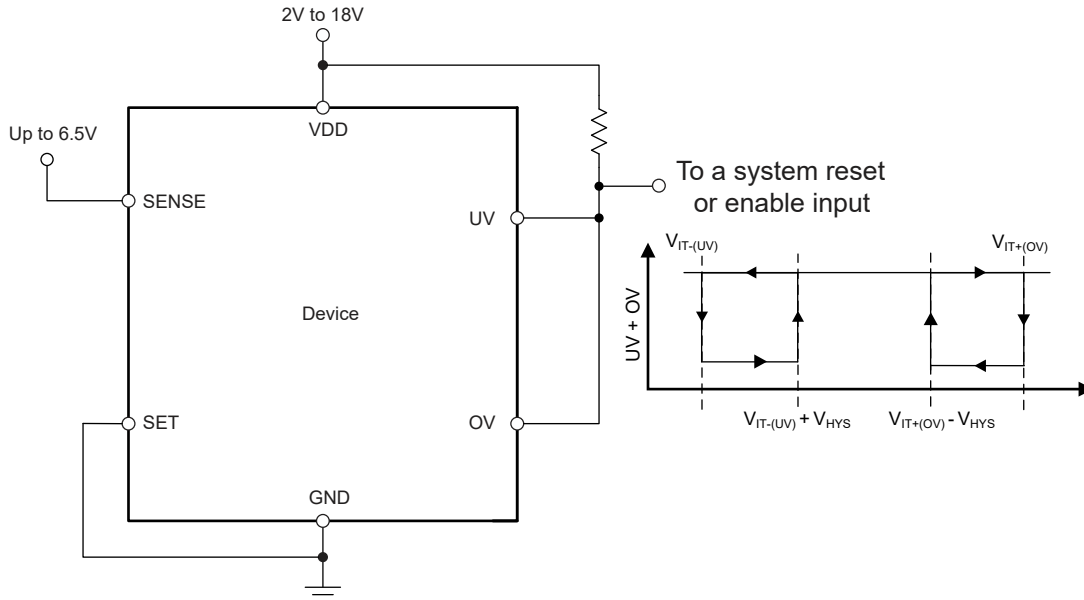 2V to 18V
VDD
Up to 6.5V
SENSE
To a system reset
or enable input
UV
V_IT-(UV)
V_IT+(OV)
Device
UV + OV
SET
OV
V_IT-(UV) + V_HYS
V_IT+(OV) - V_HYS
GND